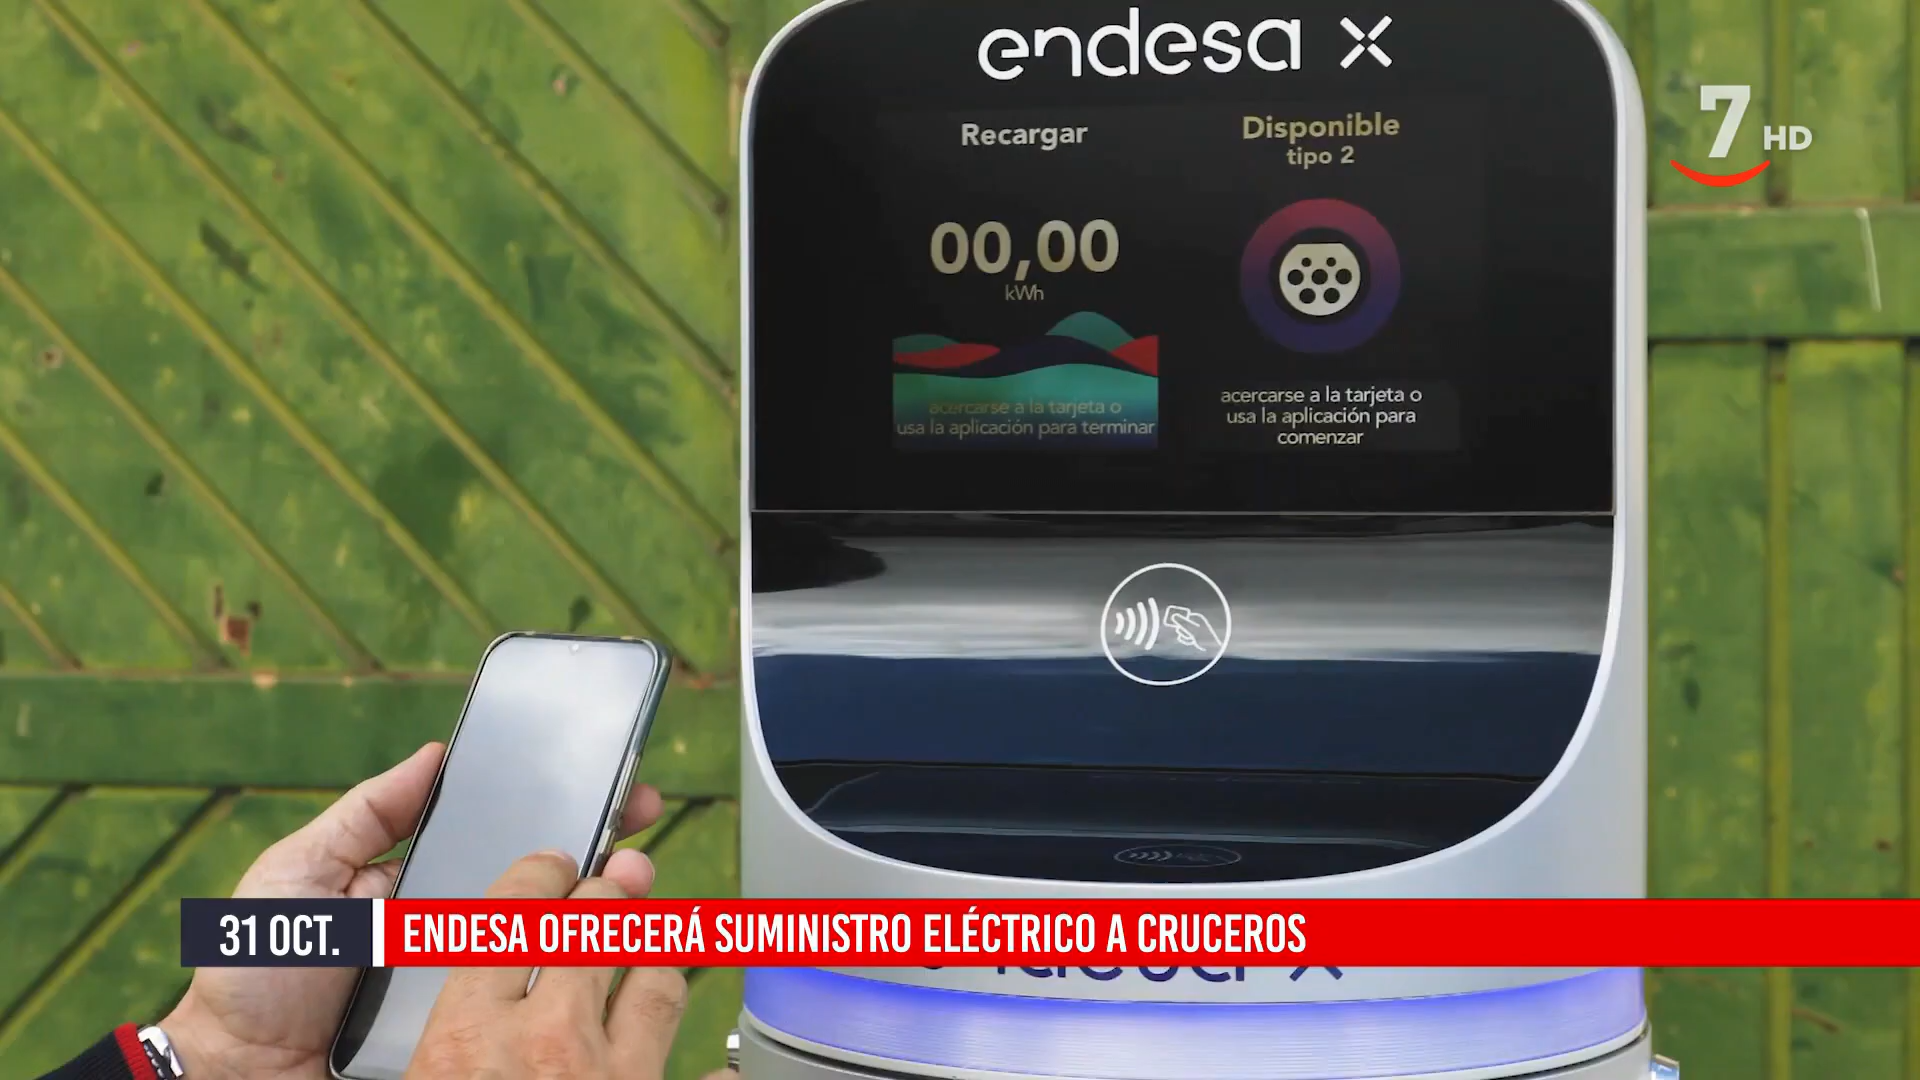 endesa x
Recargar
Disponible
tipo 2
00,00
kWh
acercarse a la tarjeta o
usa la aplicación para terminar
acercarse a la tarjeta o
usa la aplicación para
comenzar
7 HD
31 OCT.
ENDESA OFRECERÁ SUMINISTRO ELÉCTRICO A CRUCEROS